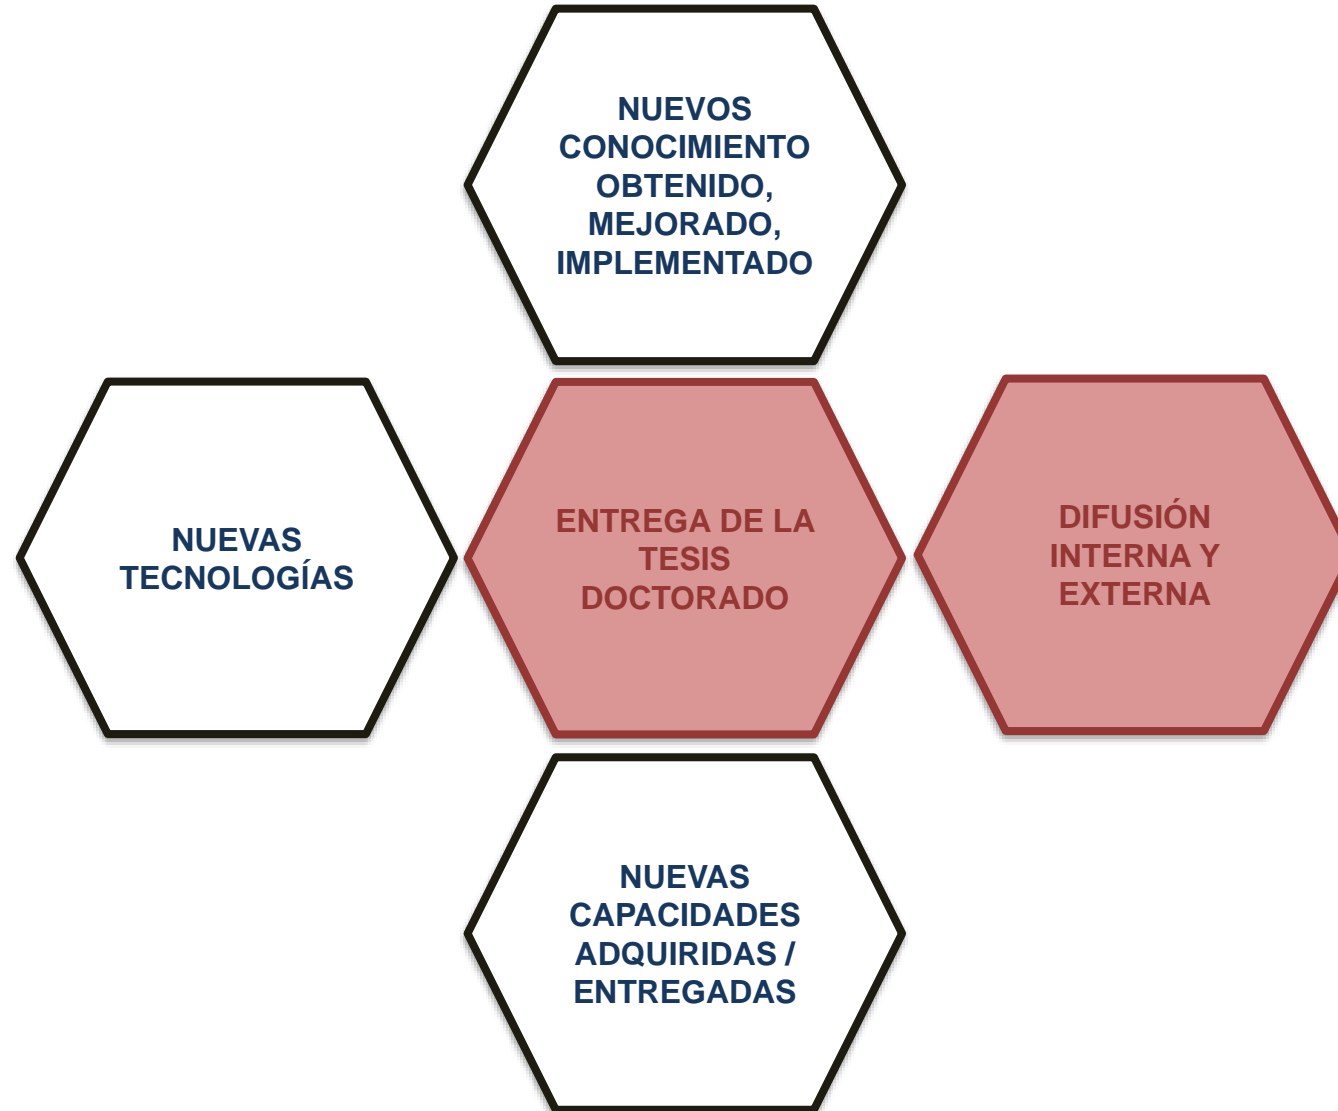 NUEVOS
CONOCIMIENTO
OBTENIDO,
MEJORADO,
IMPLEMENTADO
NUEVAS
TECNOLOGÍAS
ENTREGA DE LA
TESIS
DOCTORADO
DIFUSIÓN
INTERNA Y
EXTERNA
NUEVAS
CAPACIDADES
ADQUIRIDAS /
ENTREGADAS